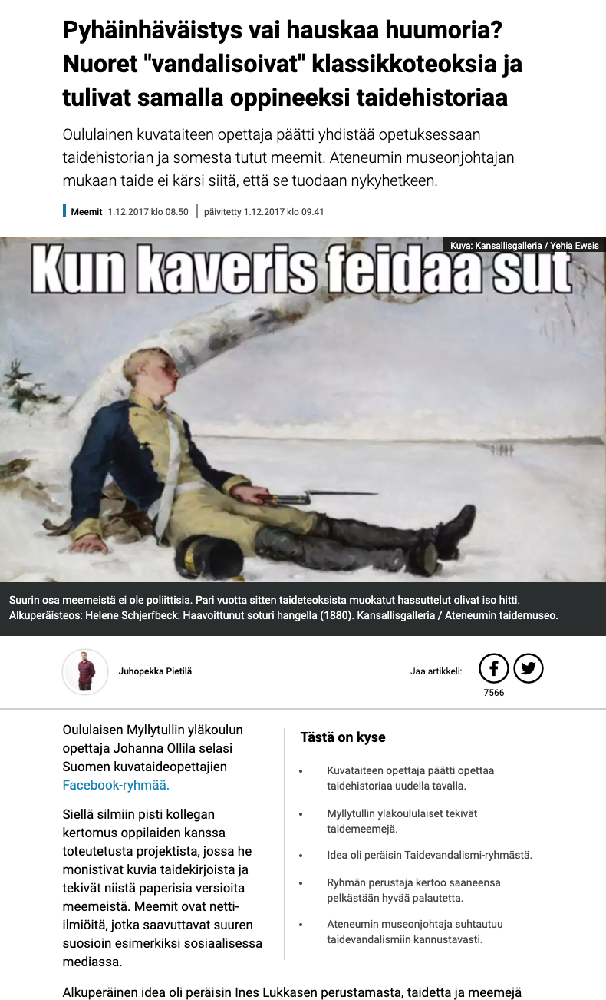 Pyhäinhäväistys vai hauskaa huumoria?
Nuoret "vandalisoivat" klassikkoteoksia ja
tulivat samalla oppineeksi taidehistoriaa
Oululainen kuvataiteen opettaja päätti yhdistää opetuksessaan
taidehistorian ja somesta tutut meemit. Ateneumin museonjohtajan
mukaan taide ei kärsi siitä, että se tuodaan nykyhetkeen.
Meemit 1.12.2017 klo 08.50 | päivitetty 1.12.2017 klo 09.41
Kuva: Kansallisgalleria / Yehia Eweis
Kun kaveris feidaa sut
Suurin osa meemeistä ei ole poliittisia. Pari vuotta sitten taideteoksista muokatut hassuttelut olivat iso hitti.
Alkuperäisteos: Helene Schjerfbeck: Haavoittunut soturi hangella (1880). Kansallisgalleria / Ateneumin taidemuseo.
Juhopekka Pietilä
Jaa artikkeli:
7566
Oululaisen Myllytullin yläkoulun
opettaja Johanna Ollila selasi
Suomen kuvataideopettajien
Facebook-ryhmää.
Siellä silmiin pisti kollegan
kertomus oppilaiden kanssa
toteutetusta projektista, jossa he
monistivat kuvia taidekirjoista ja
tekivät niistä paperisia versioita
meemeistä. Meemit ovat netti-
ilmiöitä, jotka saavuttavat suuren
suosioin esimerkiksi sosiaalisessa
mediassa.
Tästä on kyse
• Kuvataiteen opettaja päätti opettaa
taidehistoriaa uudella tavalla.
• Myllytullin yläkoululaiset tekivät
taidemeemejä.
• Idea oli peräisin Taidevandalismi-ryhmästä.
• Ryhmän perustaja kertoo saaneensa
pelkästään hyvää palautetta.
• Ateneumin museonjohtaja suhtautuu
taidevandalismiin kannustavasti.
Alkuperäinen idea oli peräisin Ines Lukkasen perustamasta, taidetta ja meemejä